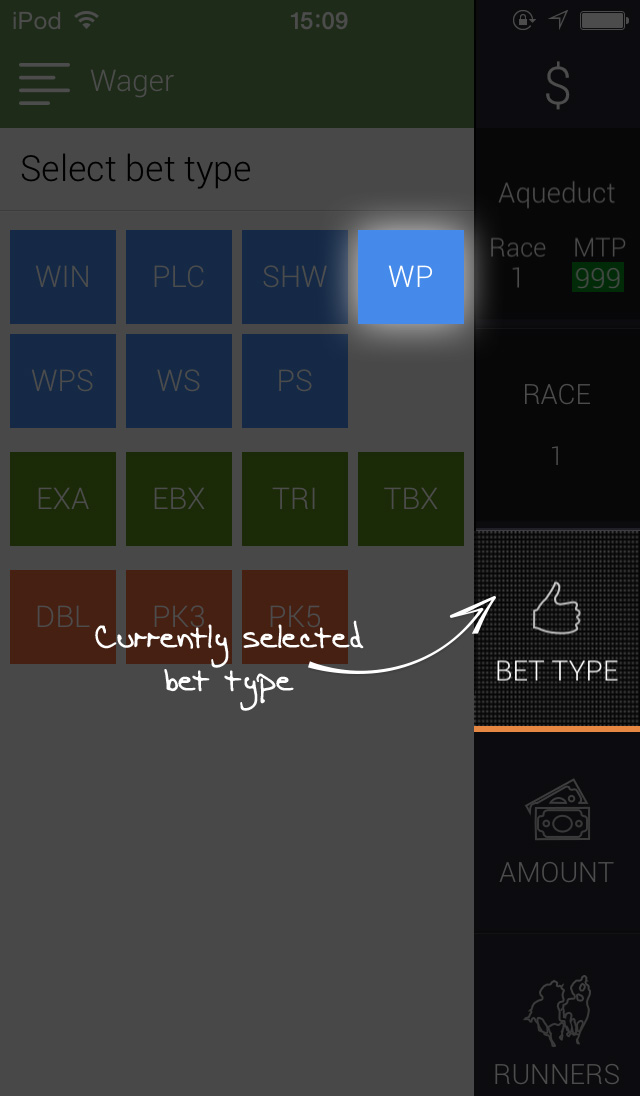 iPod 15:09
Wager $
Select bet type
Aqueduct
Race MTP
1 999
WIN PLC SHW WP
WPS WS PS
RACE
1
EXA EBX TRI TBX
DBL PK3 PK5
Currently selected
bet type
BET TYPE
AMOUNT
RUNNERS